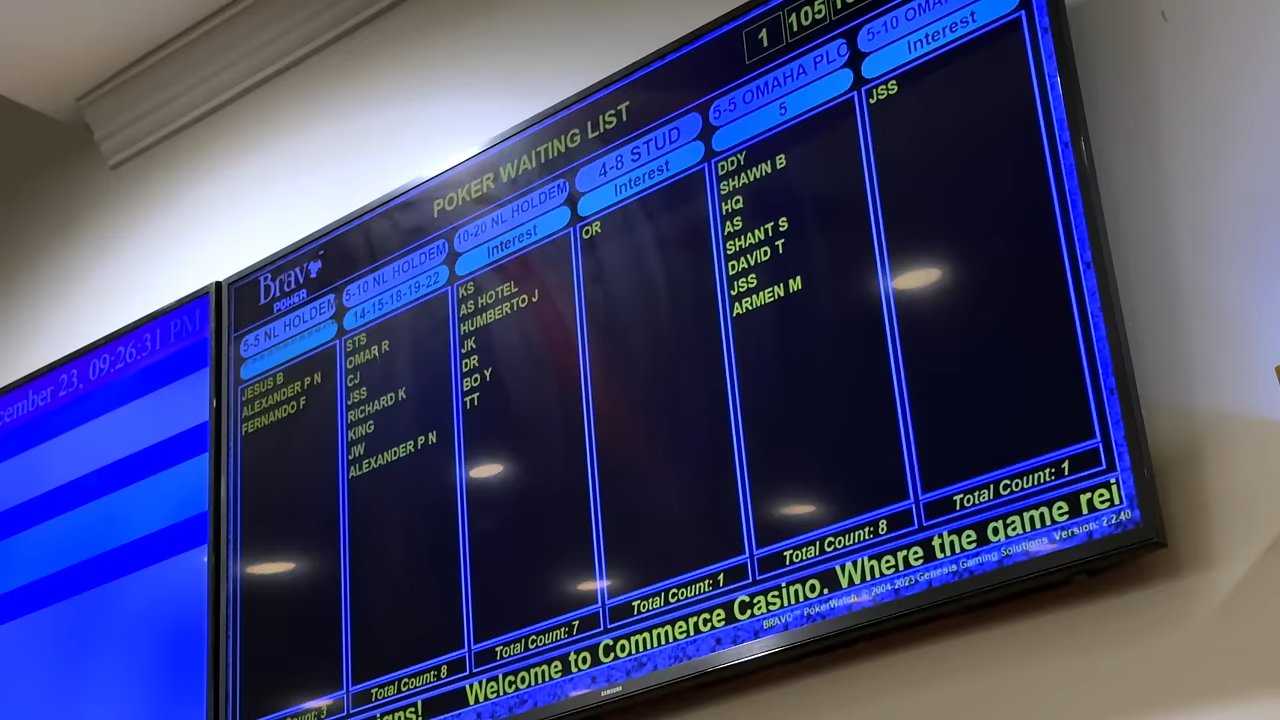 cember 23, 09:26:31 PM
Bravo
POKER
POKER WAITING LIST
1 105
5-5 NL HOLDEM
JESUS B
ALEXANDER P N
FERNANDO F
Count: 3
5-10 NL HOLDEM
14-15-18-19-22
STS
OMAR R
CJ
JSS
RICHARD K
KING
JW
ALEXANDER P N
Total Count: 8
10-20 NL HOLDEM
Interest
KS
AS HOTEL
HUMBERTO J
JK
DR
BO Y
TT
Total Count: 7
4-8 STUD
Interest
OR
Total Count: 1
5-5 OMAHA PLO
5
DDY
SHAWN B
HQ
AS
SHANT S
DAVID T
JSS
ARMEN M
Total Count: 8
5-10 OMA
Interest
JSS
Total Count: 1
gns! Welcome to Commerce Casino. Where the game rei
BRAVO™ PokerWatch © 2004-2023 Genesis Gaming Solutions Version: 2.2.40
SAMSUNG